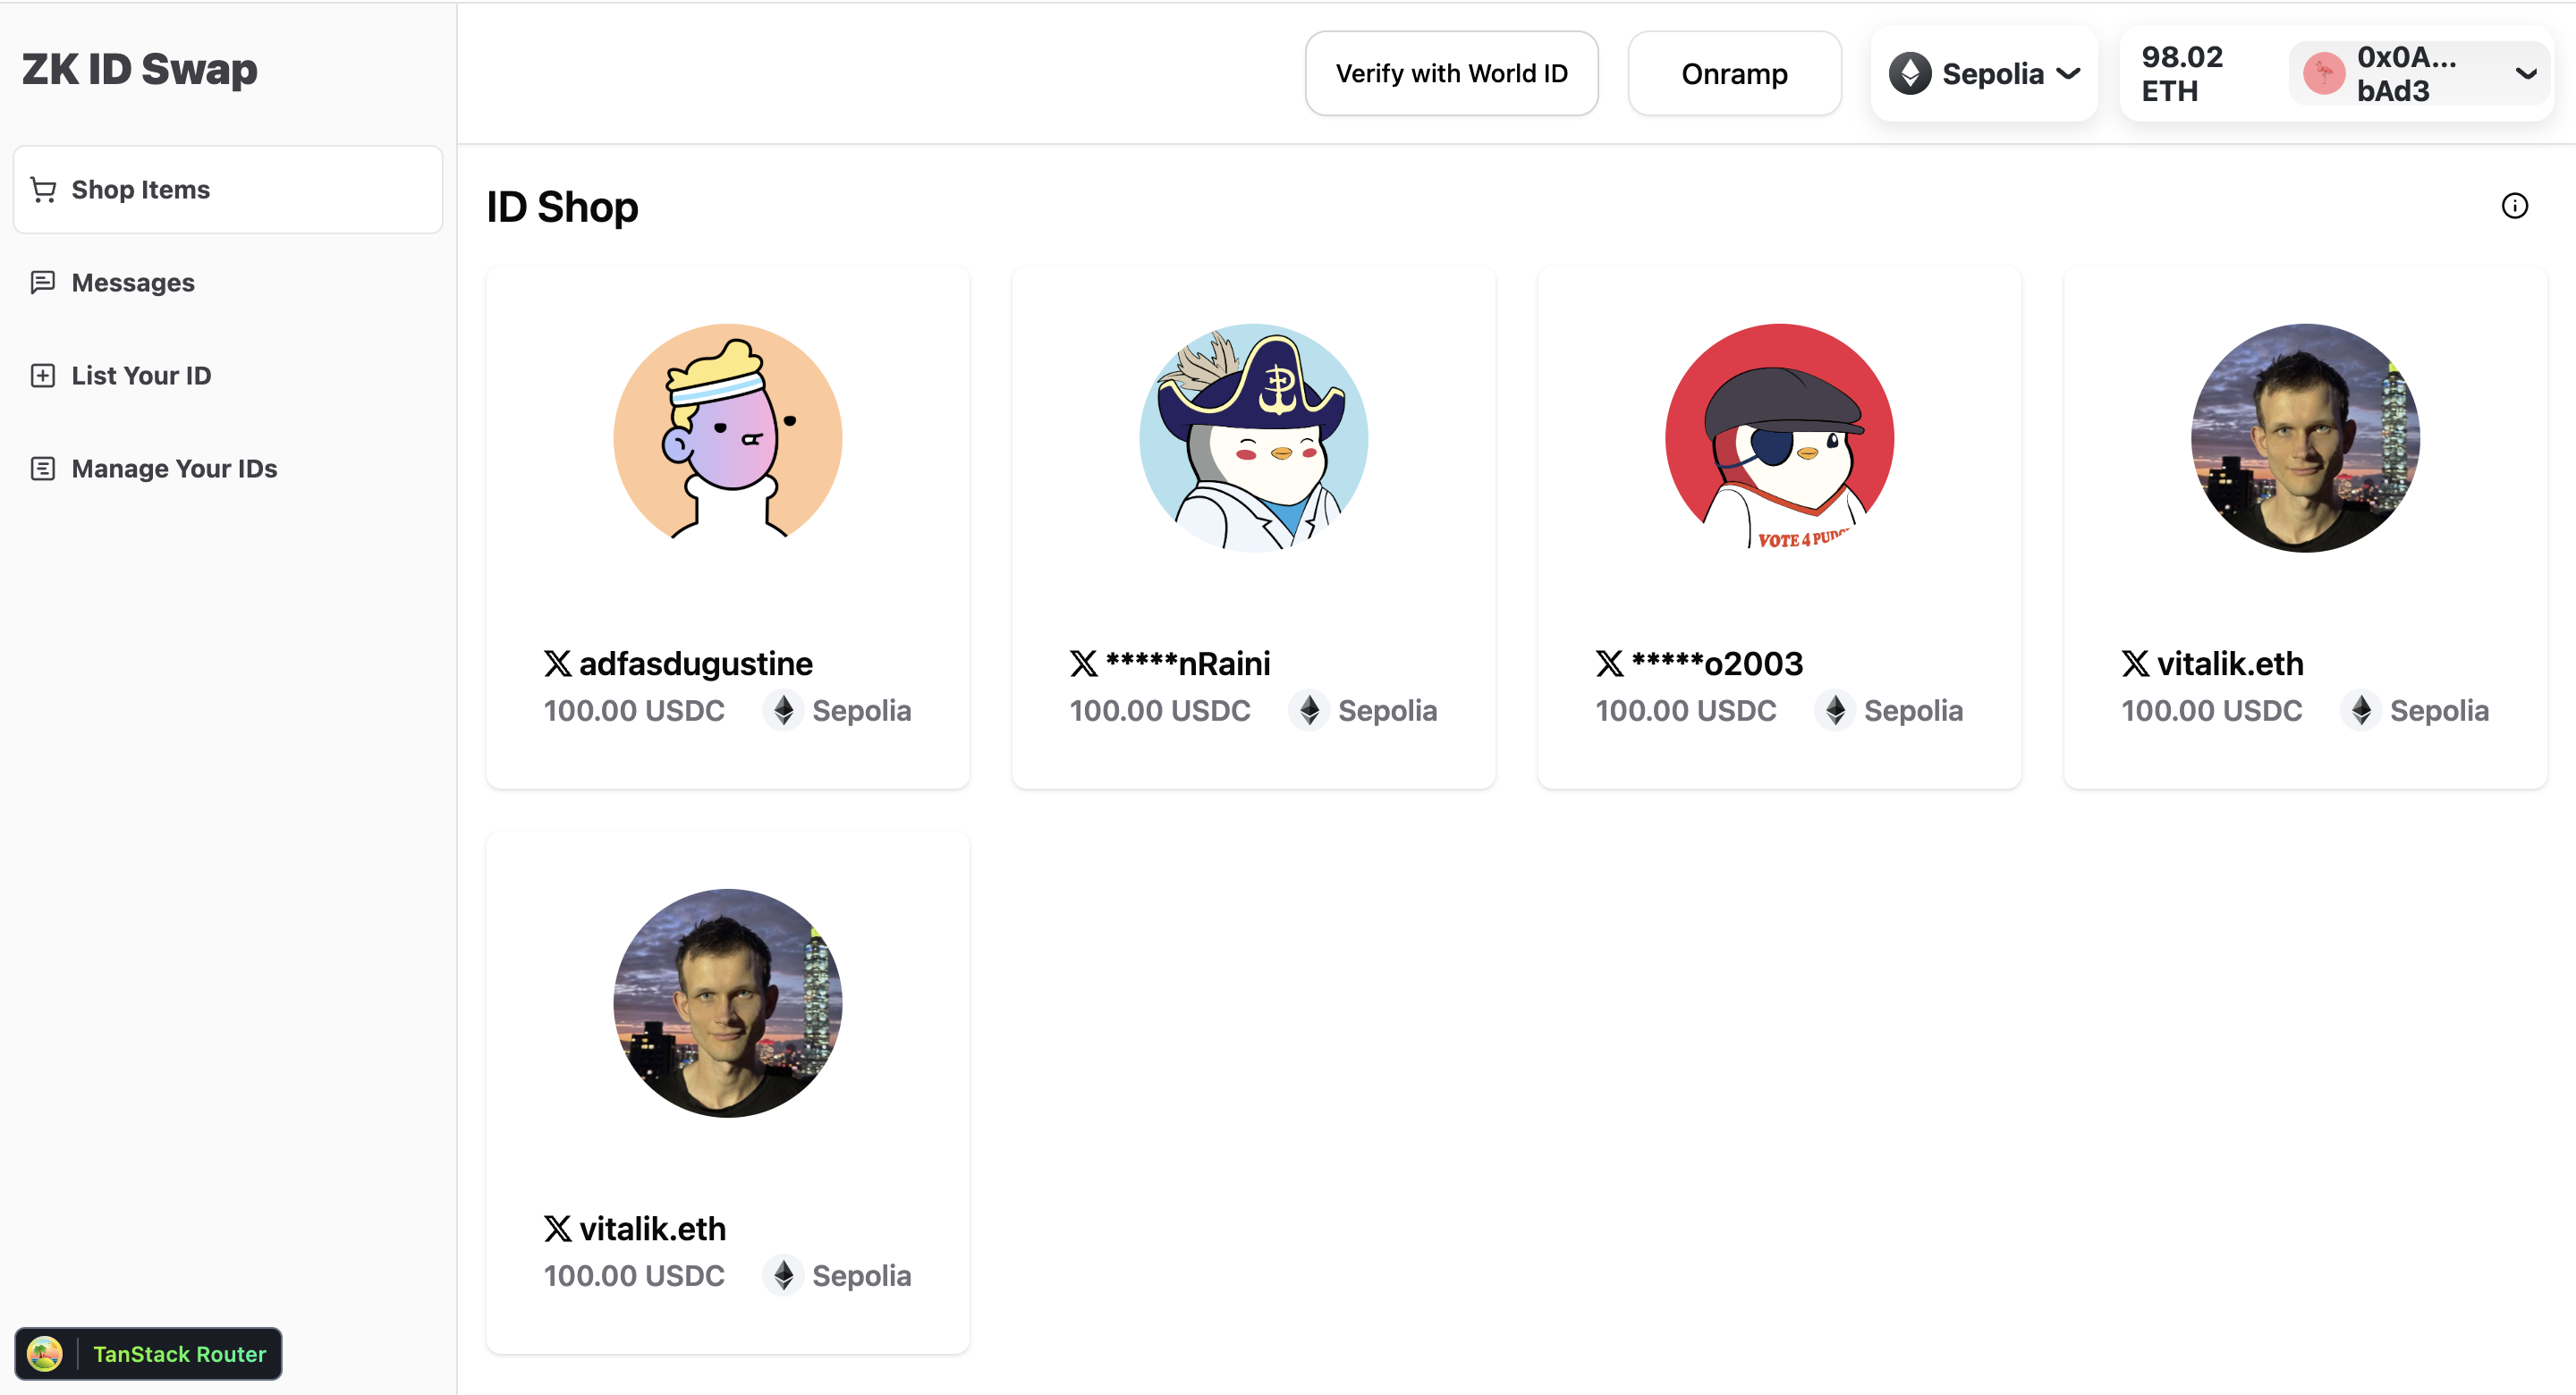 ZK ID Swap
Verify with World ID
Onramp
Sepolia
98.02 ETH
0x0A...bAd3
Shop Items
Messages
List Your ID
Manage Your IDs
ID Shop
VOTE 4
adfasdugustine
100.00 USDC Sepolia
*****nRaini
100.00 USDC Sepolia
*****o2003
100.00 USDC Sepolia
vitalik.eth
100.00 USDC Sepolia
vitalik.eth
100.00 USDC Sepolia
TanStack Router